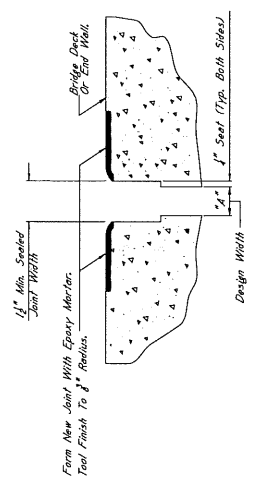 1½" Min. Sealed
Joint Width
Form New Joint With Epoxy Mortar.
Tool Finish To ⅛" Radius.
Bridge Deck
Or End Wall.
¼" Seat (Typ. Both Sides)
"A"
Design Width